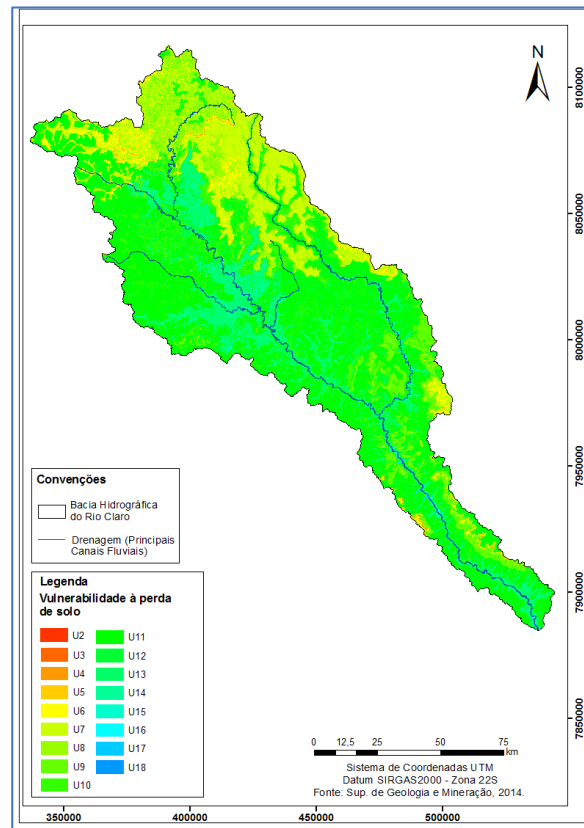 N
8100000
8050000
8000000
7950000
7900000
7850000
Convenções
Bacia Hidrográfica
do Rio Claro
Drenagem (Principais
Canais Fluviais)
Legenda
Vulnerabilidade à perda
de solo
U2
U3
U4
U5
U6
U7
U8
U9
U10
U11
U12
U13
U14
U15
U16
U17
U18
0 12,5 25 50 75
km
Sistema de Coordenadas UTM
Datum SIRGAS2000 - Zona 22S
Fonte: Sup. de Geologia e Mineração, 2014.
350000 400000 450000 500000